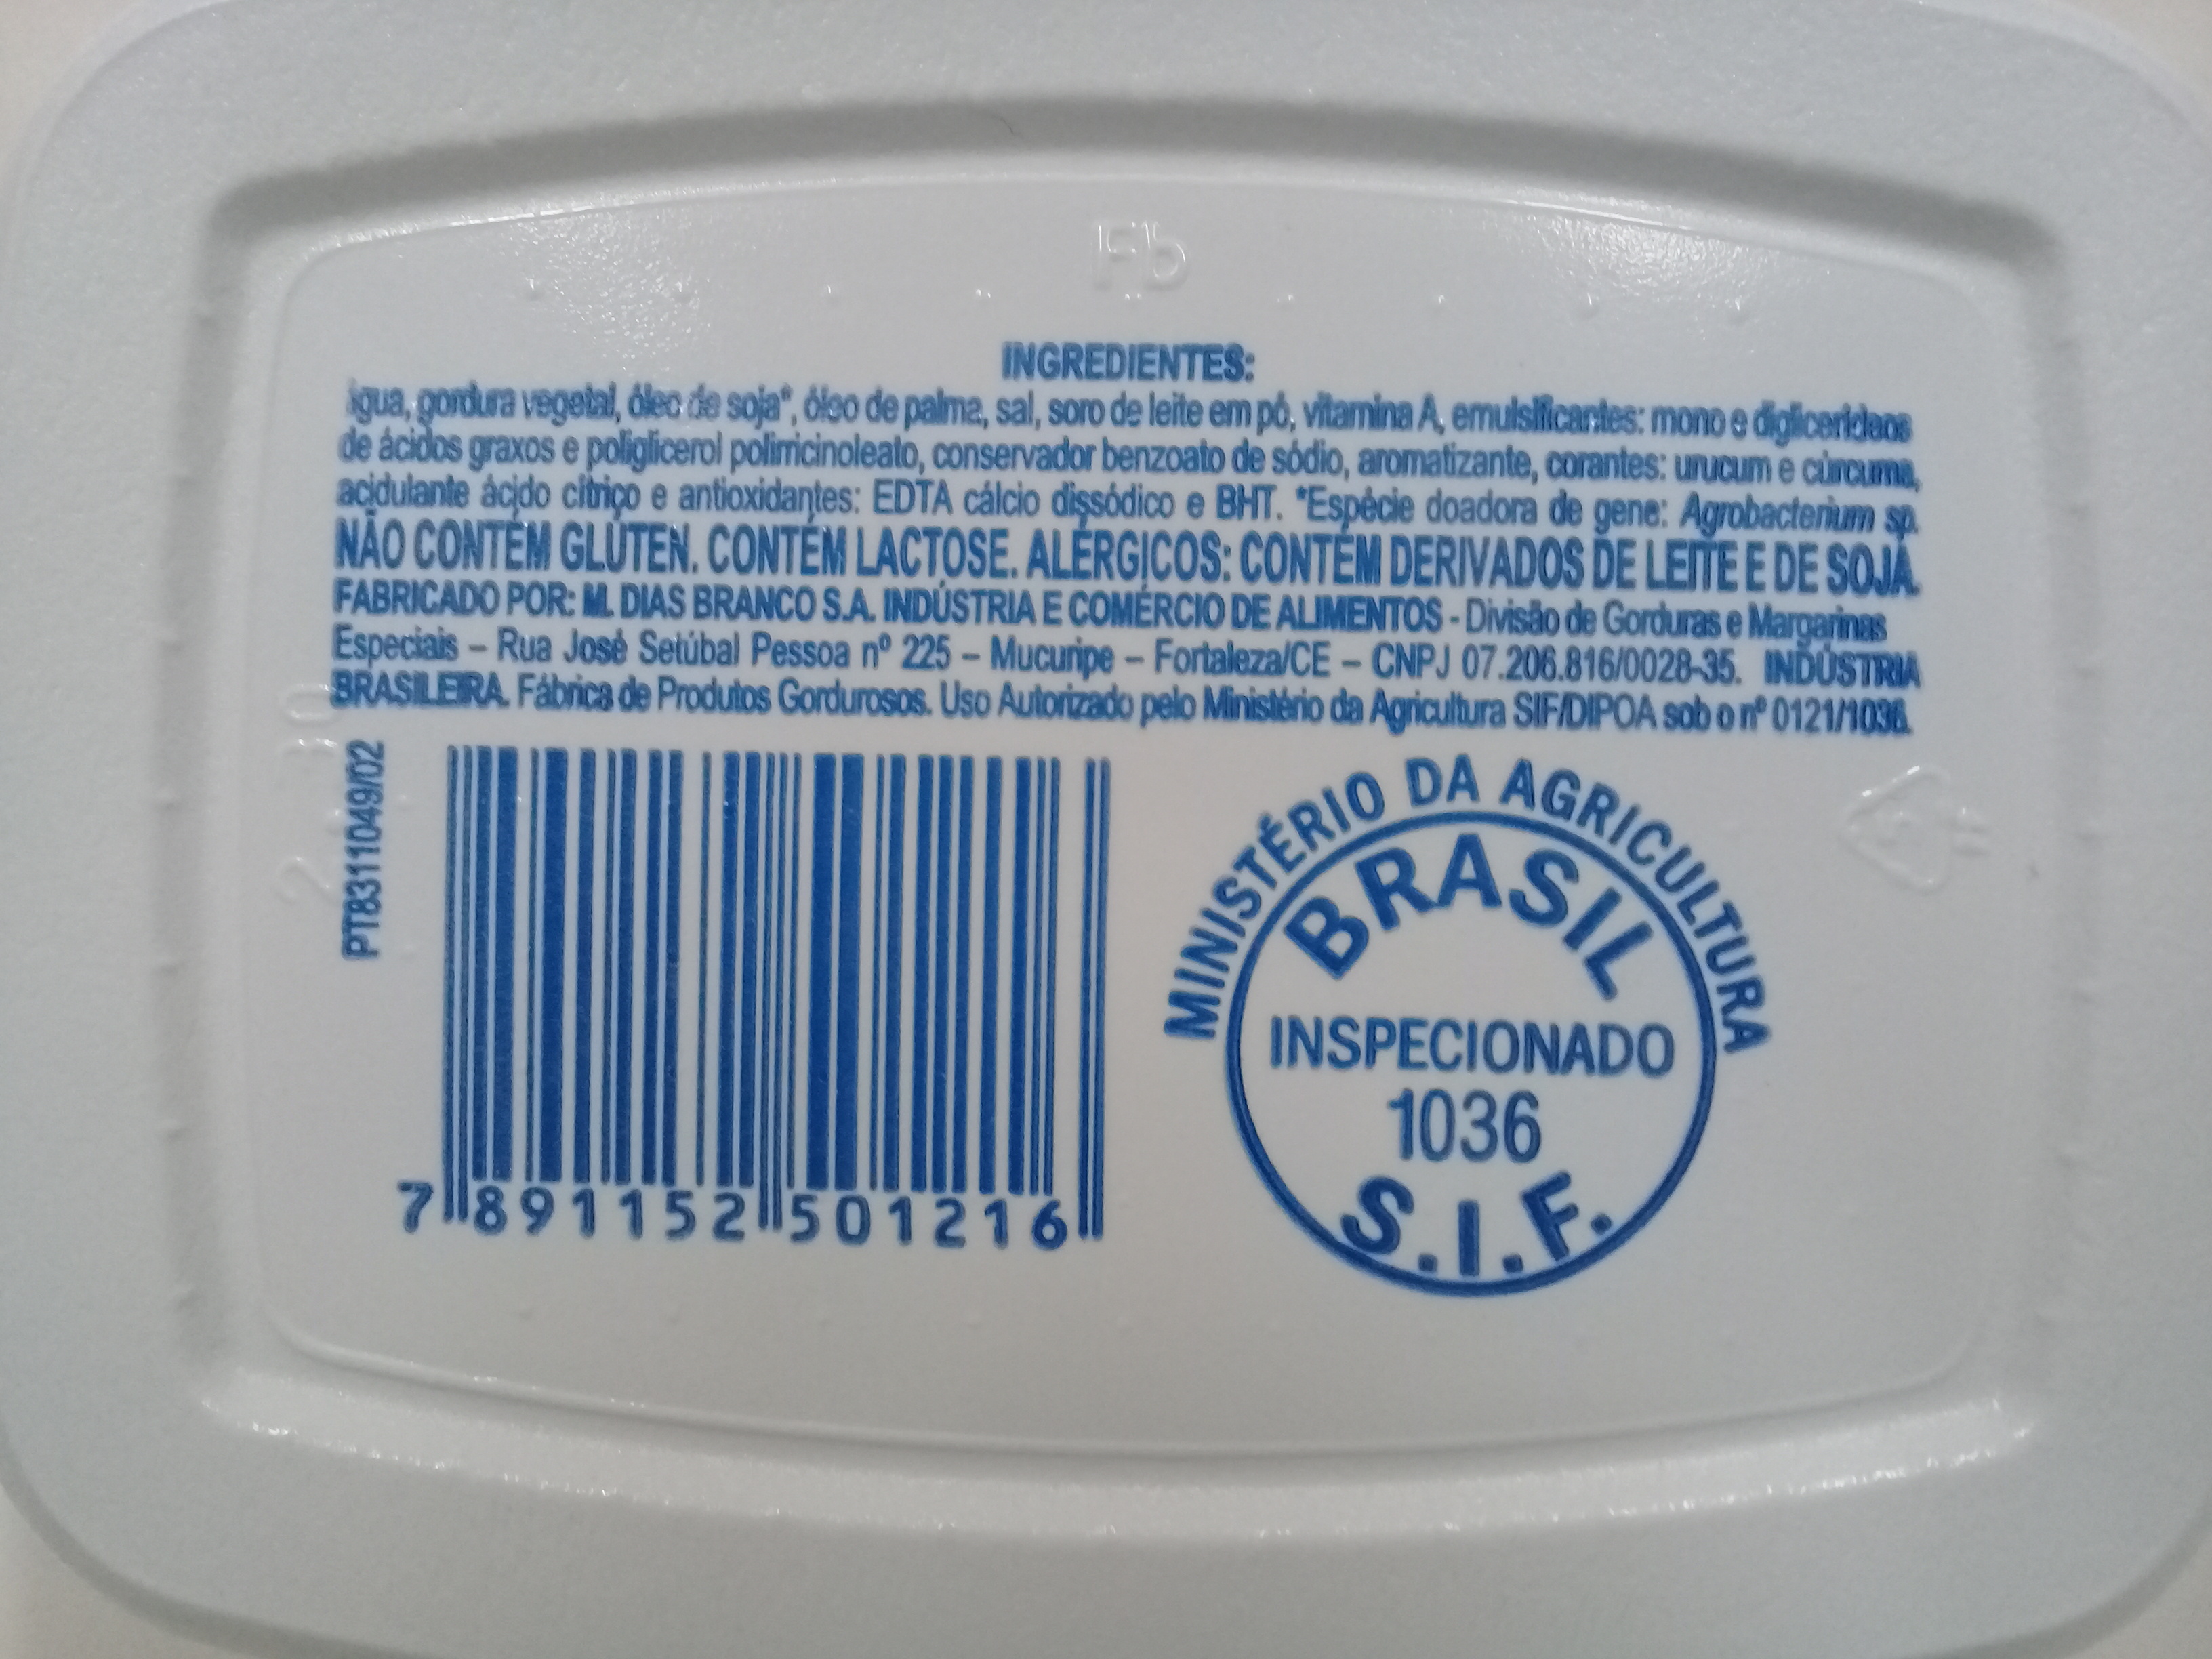 Fb
INGREDIENTES:
água, gordura vegetal, óleo de soja*, óleo de palma, sal, soro de leite em pó, vitamina A, emulsificantes: mono e diglicerídeos
de ácidos graxos e poliglicerol polirricinoleato, conservador benzoato de sódio, aromatizante, corantes: urucum e cúrcuma,
acidulante ácido cítrico e antioxidantes: EDTA cálcio dissódico e BHT. *Espécie doadora de gene: Agrobacterium sp.
NÃO CONTÉM GLÚTEN. CONTÉM LACTOSE. ALÉRGICOS: CONTÉM DERIVADOS DE LEITE E DE SOJA.
FABRICADO POR: M. DIAS BRANCO S.A. INDÚSTRIA E COMÉRCIO DE ALIMENTOS - Divisão de Gorduras e Margarinas
Especiais – Rua José Setúbal Pessoa nº 225 – Mucuripe – Fortaleza/CE – CNPJ 07.206.816/0028-35. INDÚSTRIA
BRASILEIRA. Fábrica de Produtos Gordurosos. Uso Autorizado pelo Ministério da Agricultura SIF/DIPOA sob o nº 0121/1036.
PT8311049/02
7 891152 501216
MINISTÉRIO DA AGRICULTURA
BRASIL
INSPECIONADO
1036
S.I.F.